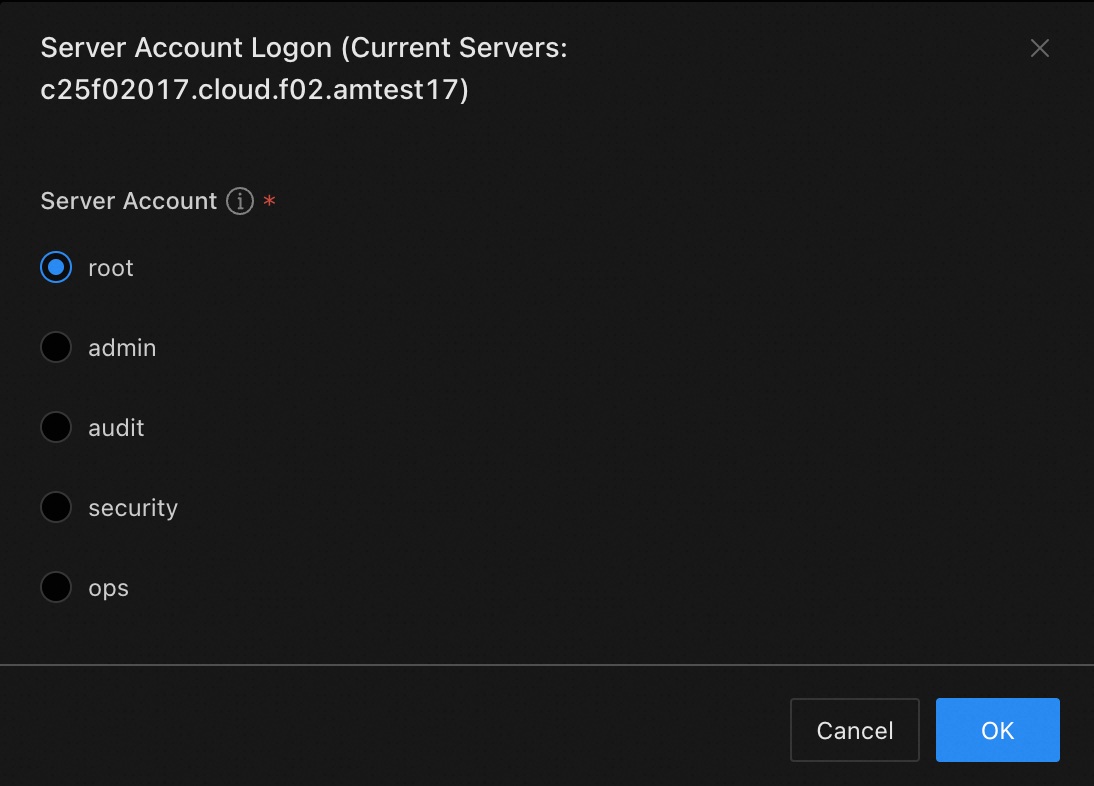 Server Account Logon (Current Servers:
c25f02017.cloud.f02.amtest17)
Server Account *
root
admin
audit
security
ops
Cancel
OK